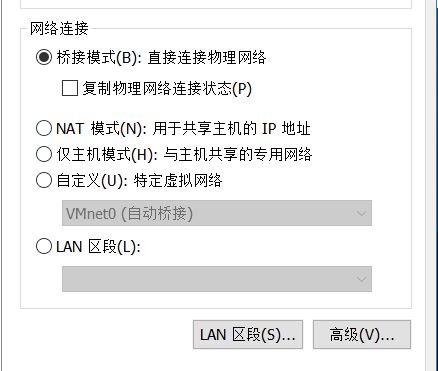 网络连接
桥接模式(B): 直接连接物理网络
复制物理网络连接状态(P)
NAT 模式(N): 用于共享主机的 IP 地址
仅主机模式(H): 与主机共享的专用网络
自定义(U): 特定虚拟网络
VMnet0 (自动桥接)
LAN 区段(L):
LAN 区段(S)... 高级(V)...